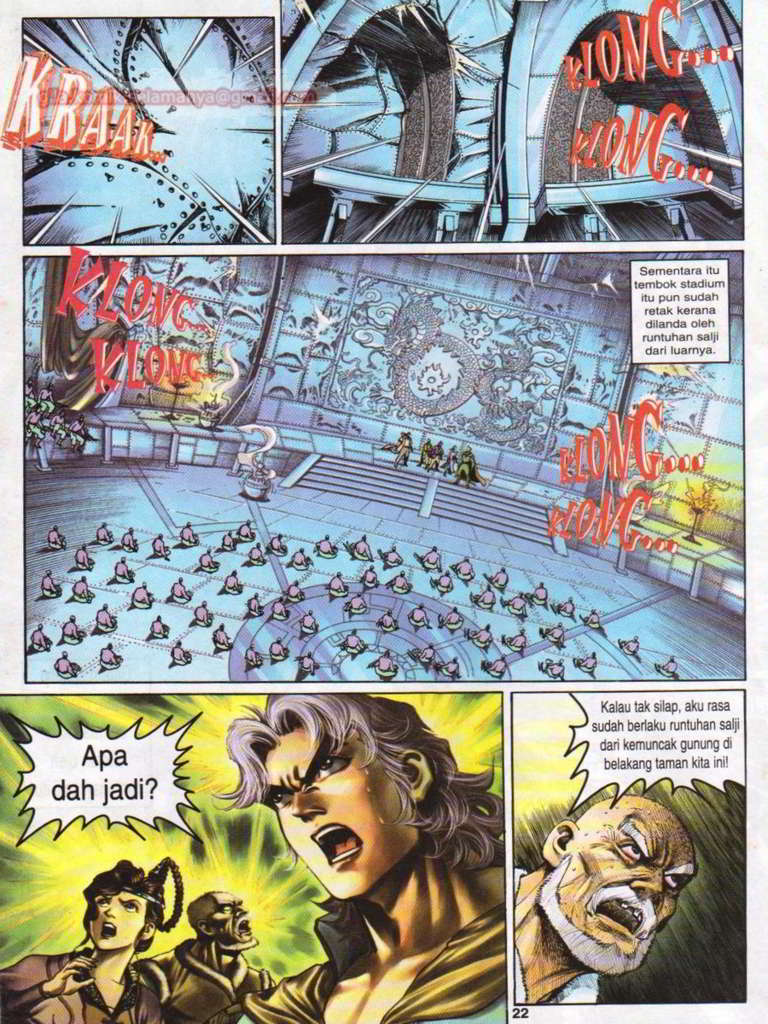 KRAAK...
KLONG....
KLONG....
KLONG...
KLONG...
Sementara itu
tembok stadium
itu pun sudah
retak kerana
dilanda oleh
runtuhan salji
dari luarnya.
KLONG....
KLONG....
Apa
dah jadi?
Kalau tak silap, aku rasa
sudah berlaku runtuhan salji
dari kemuncak gunung di
belakang taman kita ini!
22